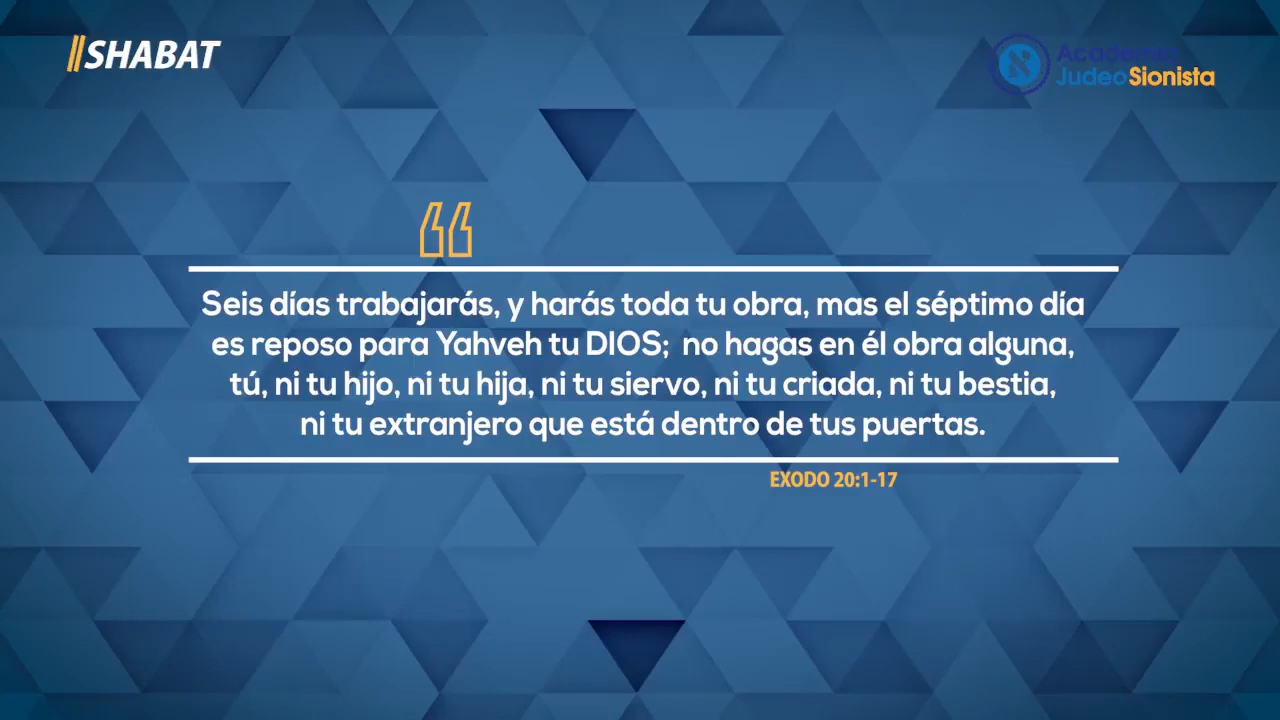 //SHABAT
Academia
JudeoSionista
“
Seis días trabajarás, y harás toda tu obra, mas el séptimo día
es reposo para Yahveh tu DIOS; no hagas en él obra alguna,
tú, ni tu hijo, ni tu hija, ni tu siervo, ni tu criada, ni tu bestia,
ni tu extranjero que está dentro de tus puertas.
EXODO 20:1-17